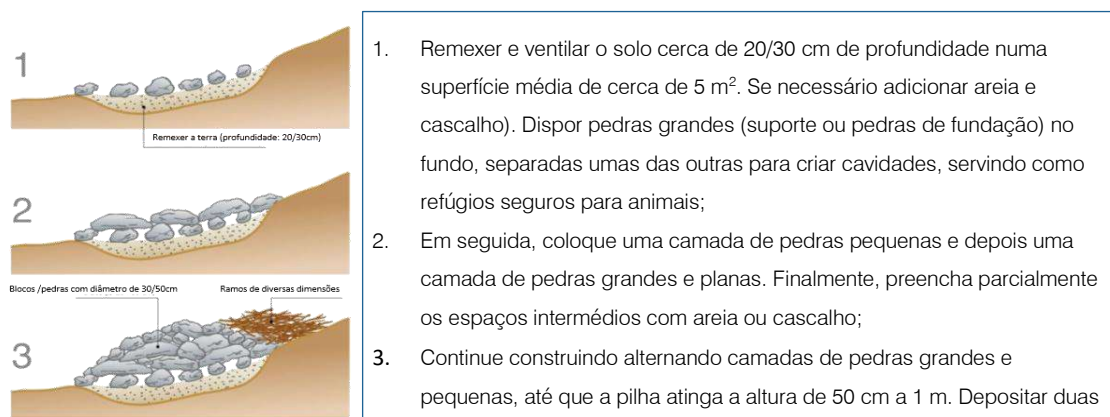 1
Remexer a terra (profundidade: 20/30cm)
2
Blocos /pedras com diâmetro de 30/50cm
Ramos de diversas dimensões
3
1. Remexer e ventilar o solo cerca de 20/30 cm de profundidade numa
superfície média de cerca de 5 m². Se necessário adicionar areia e
cascalho). Dispor pedras grandes (suporte ou pedras de fundação) no
fundo, separadas umas das outras para criar cavidades, servindo como
refúgios seguros para animais;
2. Em seguida, coloque uma camada de pedras pequenas e depois uma
camada de pedras grandes e planas. Finalmente, preencha parcialmente
os espaços intermédios com areia ou cascalho;
3. Continue construindo alternando camadas de pedras grandes e
pequenas, até que a pilha atinga a altura de 50 cm a 1 m. Depositar duas